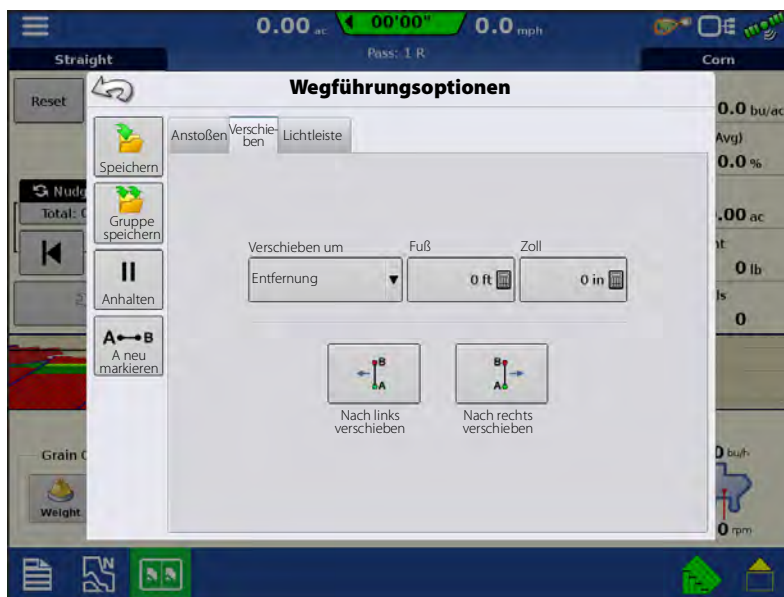 0.00 ac
00'00"
0.0 mph
Straight
Pass: 1 R
Corn
Wegführungsoptionen
Reset
0.0 bu/ac
Anstoßen
Verschie-
ben
Lichtleiste
Avg)
0.0 %
Speichern
Nudg
Total: 0
.00 ac
Gruppe
speichern
Verschieben um
Fuß
Zoll
nt
0 lb
Entfernung
0 ft
0 in
Anhalten
ls
0
A B
A neu
markieren
B
A
B
A
Nach links
verschieben
Nach rechts
verschieben
Grain C
0 bu/h
Weight
0 rpm
N